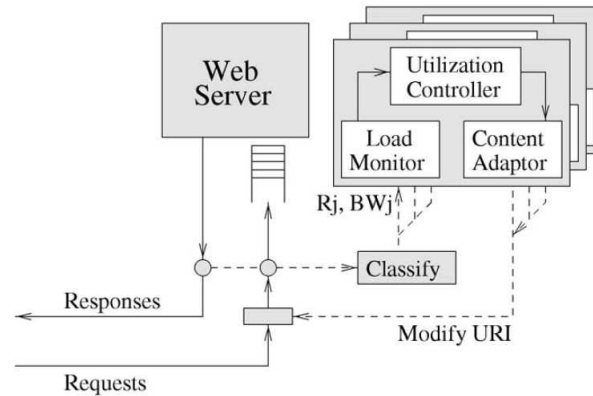 Web
Server
Utilization
Controller
Load
Monitor
Content
Adaptor
Rj, BWj
Classify
Responses
Modify URI
Requests